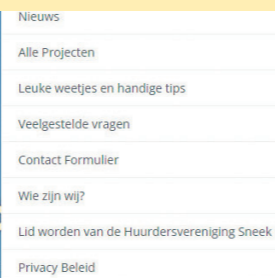 Nieuws
Alle Projecten
Leuke weetjes en handige tips
Veelgestelde vragen
Contact Formulier
Wie zijn wij?
Lid worden van de Huurdersvereniging Sneek
Privacy Beleid